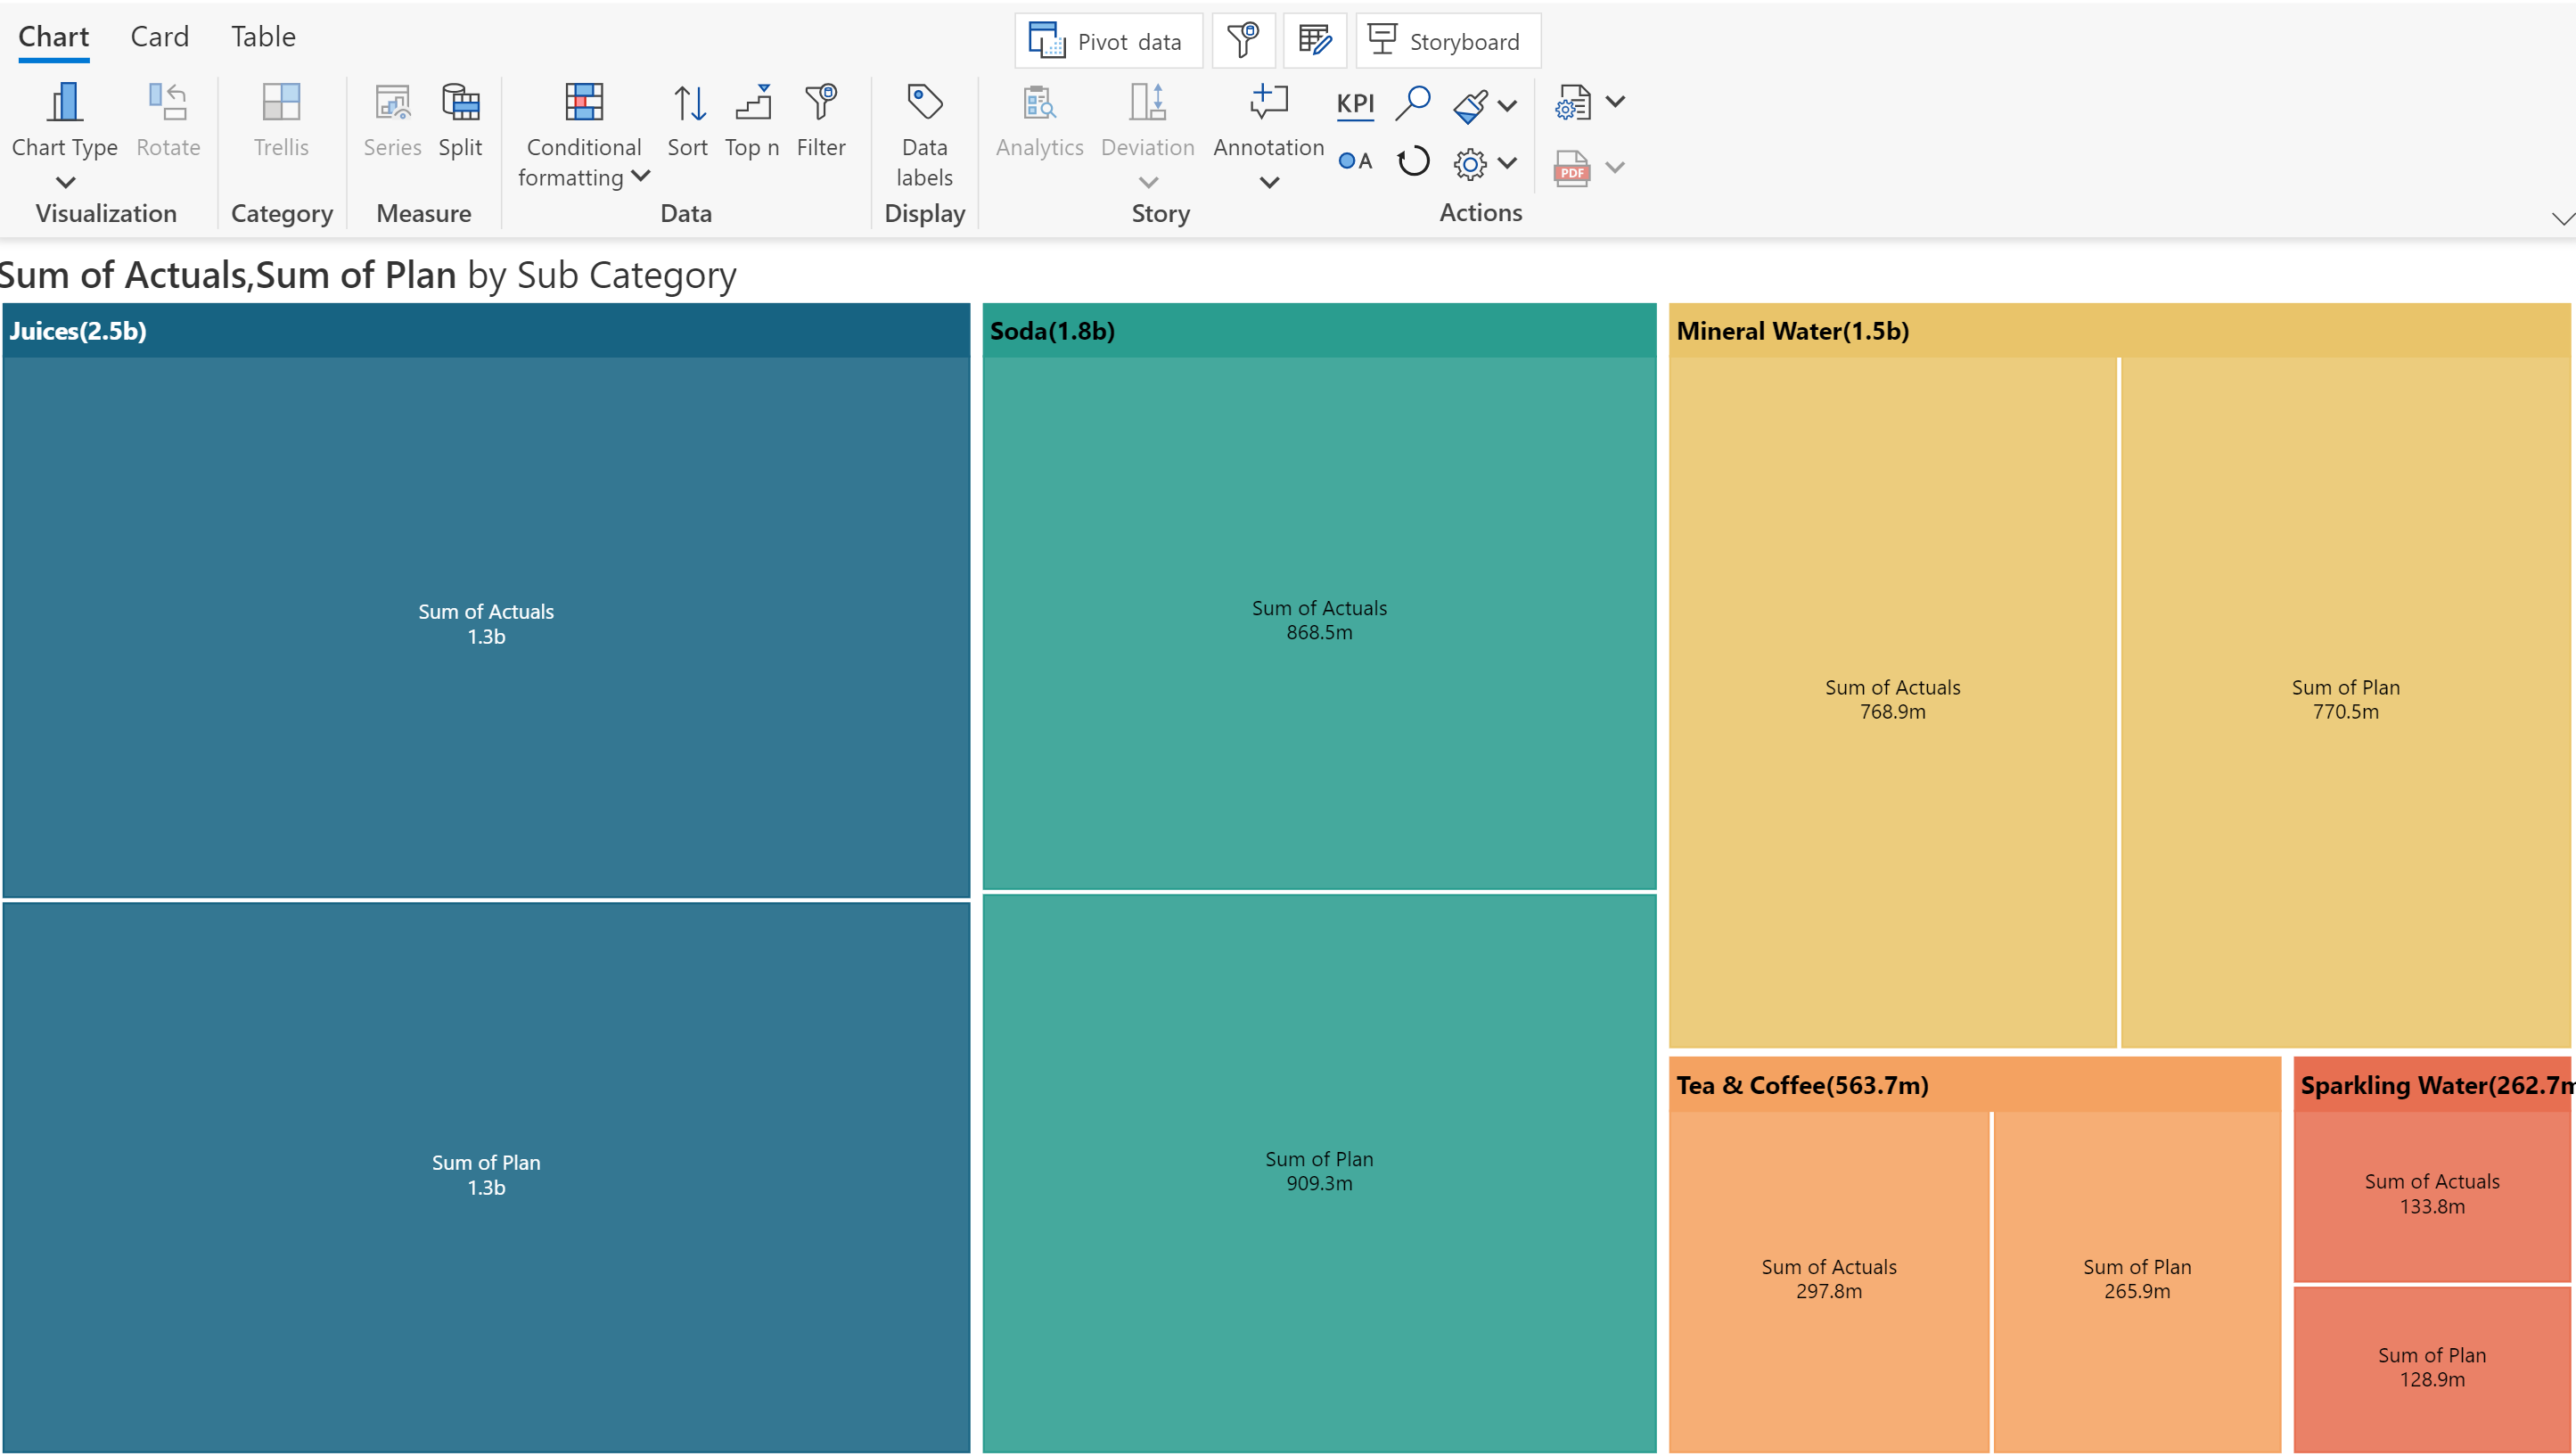 Chart Card Table
Pivot data
Storyboard
Chart Type
Rotate
Trellis
Series
Split
Conditional
formatting
Sort
Top n
Filter
Data
labels
Analytics
Deviation
Annotation
KPI
A
PDF
Visualization
Category
Measure
Data
Display
Story
Actions
Sum of Actuals,Sum of Plan by Sub Category
Juices(2.5b)
Sum of Actuals
1.3b
Sum of Plan
1.3b
Soda(1.8b)
Sum of Actuals
868.5m
Sum of Plan
909.3m
Mineral Water(1.5b)
Sum of Actuals
768.9m
Sum of Plan
770.5m
Tea & Coffee(563.7m)
Sum of Actuals
297.8m
Sum of Plan
265.9m
Sparkling Water(262.7m
Sum of Actuals
133.8m
Sum of Plan
128.9m